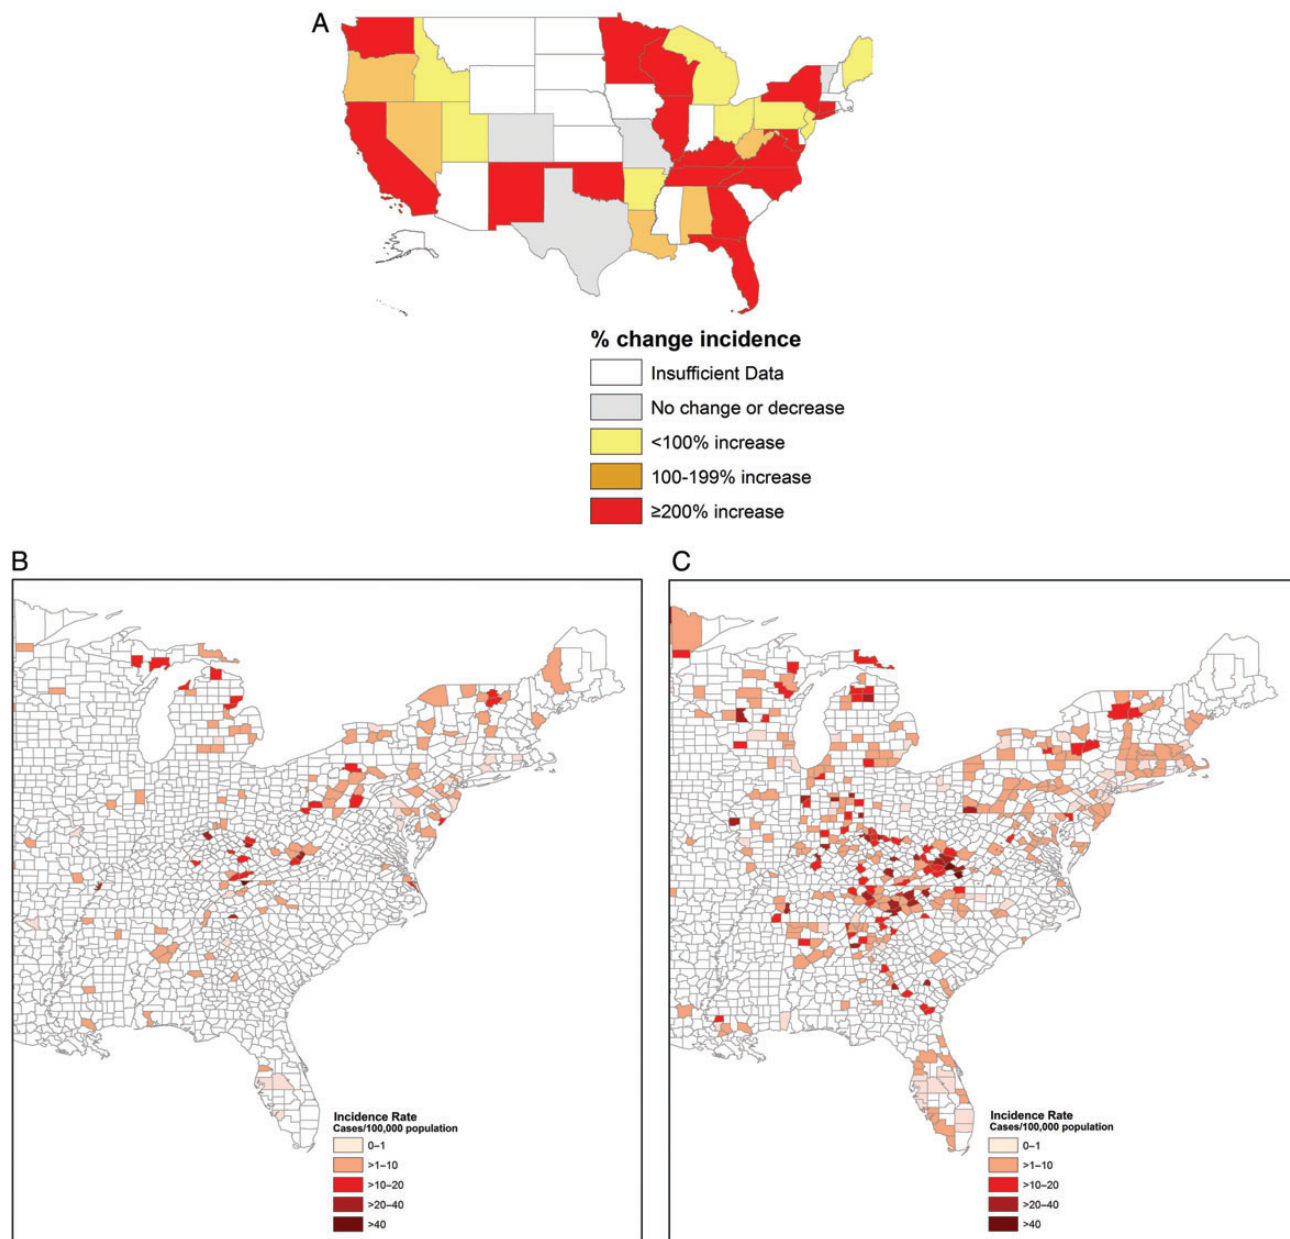 A
% change incidence
Insufficient Data
No change or decrease
<100% increase
100-199% increase
≥200% increase
B
Incidence Rate
Cases/100,000 population
0–1
>1–10
>10–20
>20–40
>40
C
Incidence Rate
Cases/100,000 population
0–1
>1–10
>10–20
>20–40
>40